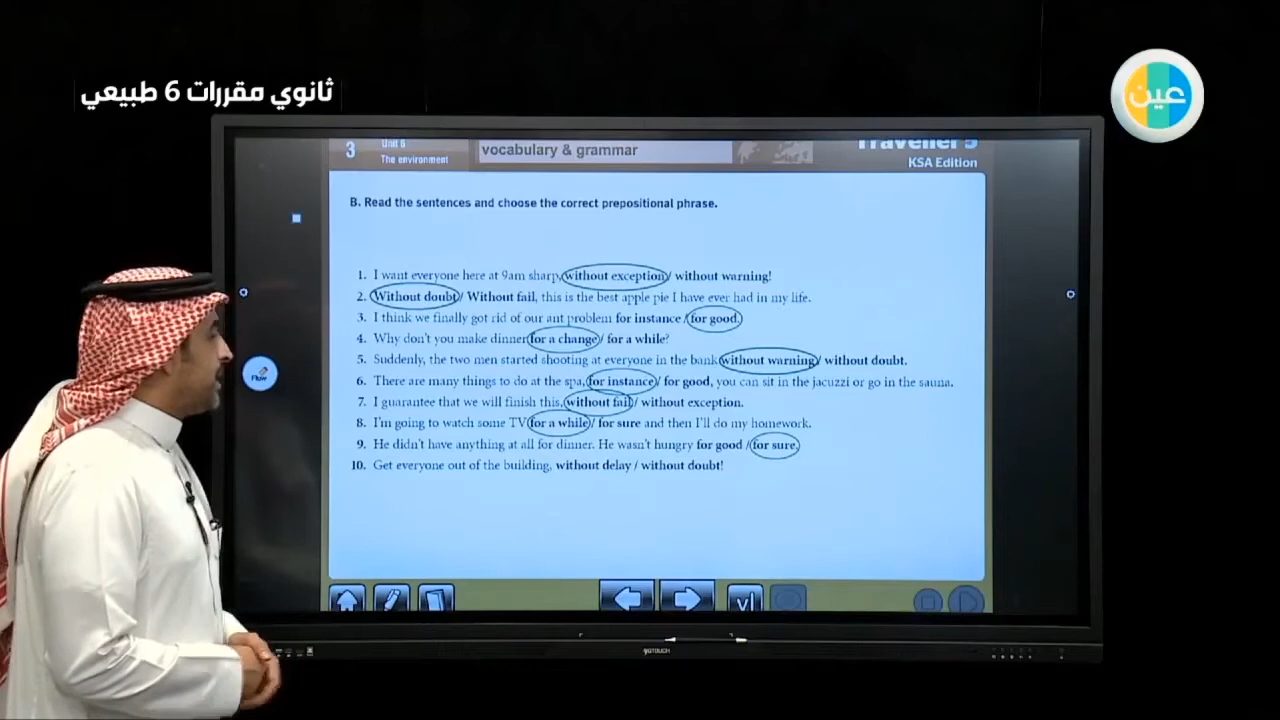 ثانوي مقررات 6 طبيعي
عين
3
Unit 6
The environment
vocabulary & grammar
Traveller 5
KSA Edition
B. Read the sentences and choose the correct prepositional phrase.
1. I want everyone here at 9am sharp, without exception / without warning!
2. Without doubt / Without fail, this is the best apple pie I have ever had in my life.
3. I think we finally got rid of our ant problem for instance / for good.
4. Why don't you make dinner for a change / for a while?
5. Suddenly, the two men started shooting at everyone in the bank without warning / without doubt.
6. There are many things to do at the spa, for instance / for good, you can sit in the jacuzzi or go in the sauna.
7. I guarantee that we will finish this, without fail / without exception.
8. I'm going to watch some TV for a while / for sure and then I'll do my homework.
9. He didn't have anything at all for dinner. He wasn't hungry for good / for sure.
10. Get everyone out of the building, without delay / without doubt!
Flow